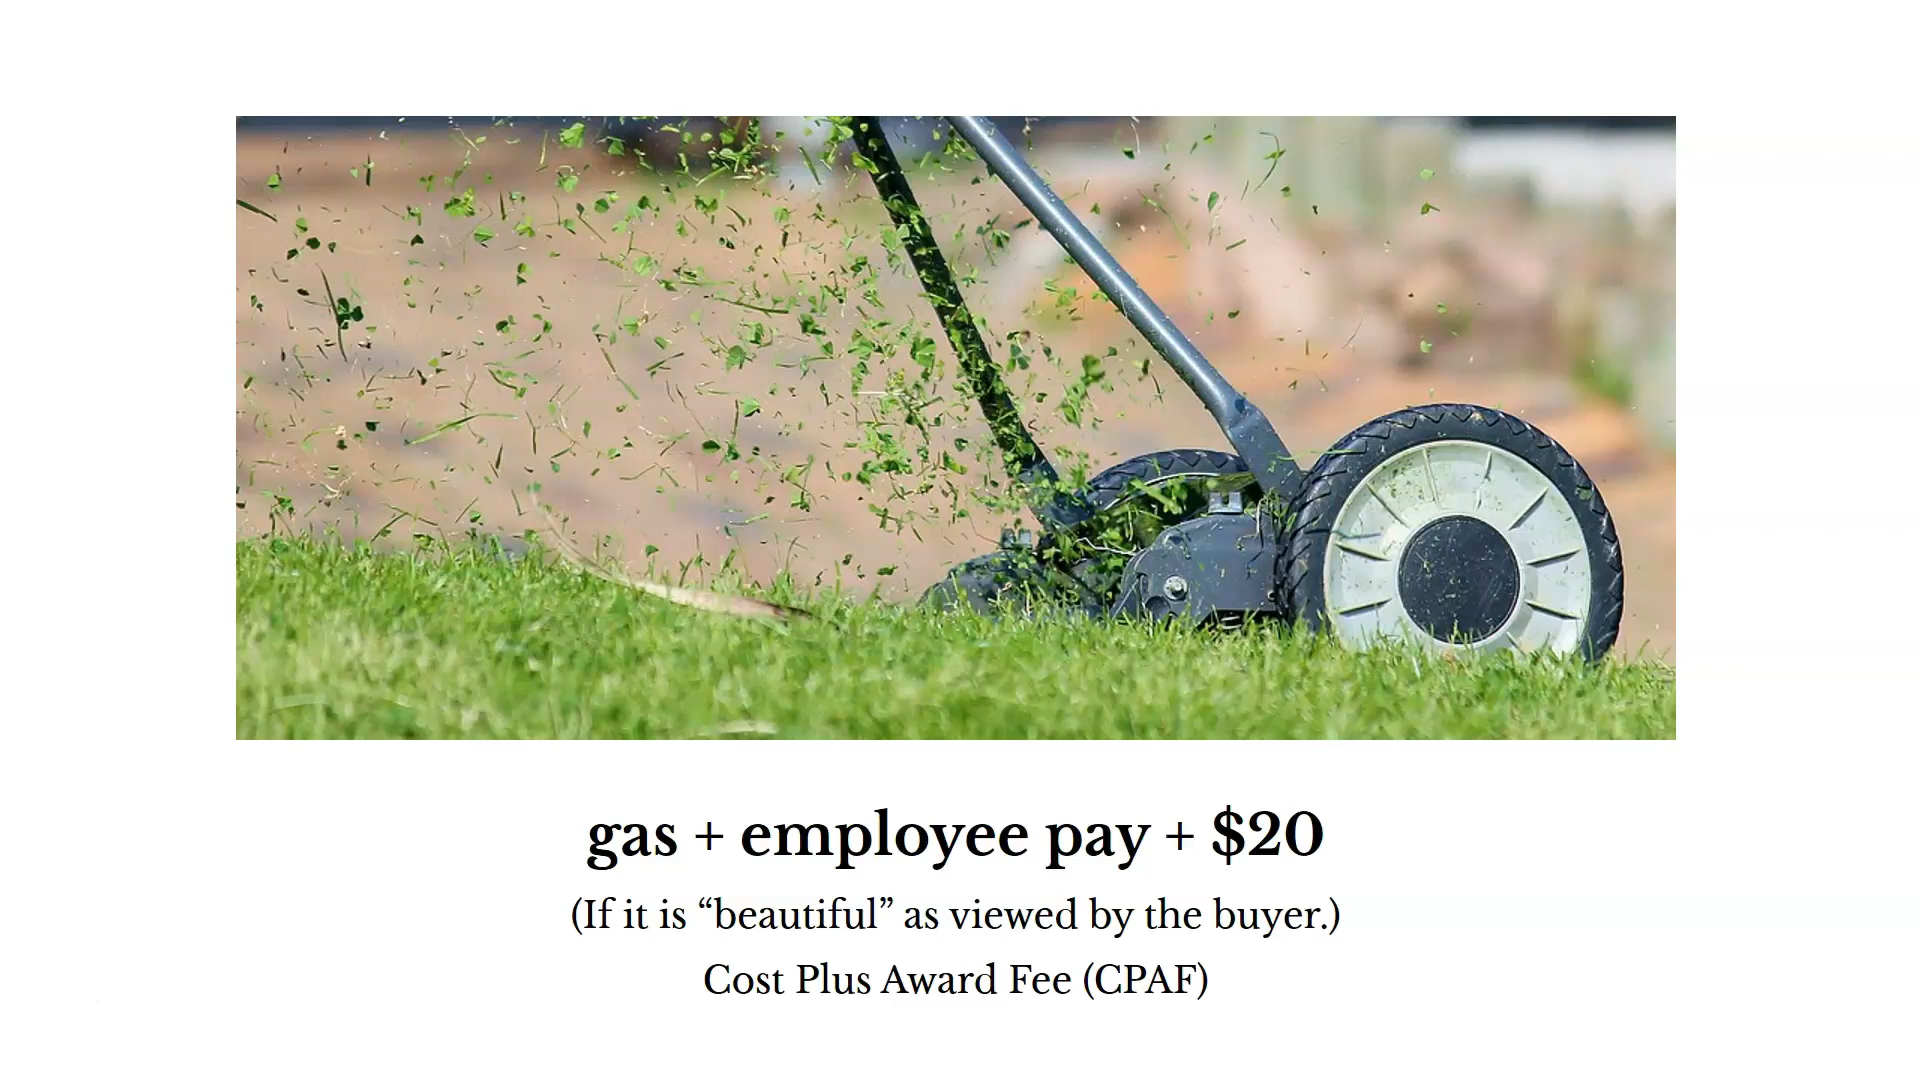 gas + employee pay + $20
(If it is “beautiful” as viewed by the buyer.)
Cost Plus Award Fee (CPAF)